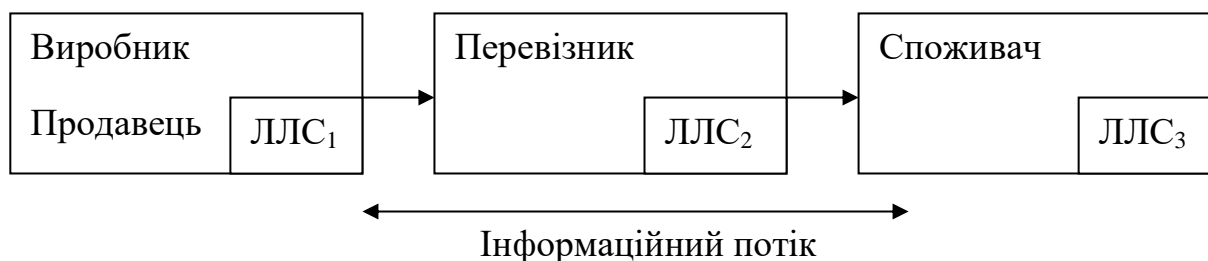 Виробник
Продавець
ЛЛС₁
Перевізник
ЛЛС₂
Споживач
ЛЛС₃
Інформаційний потік